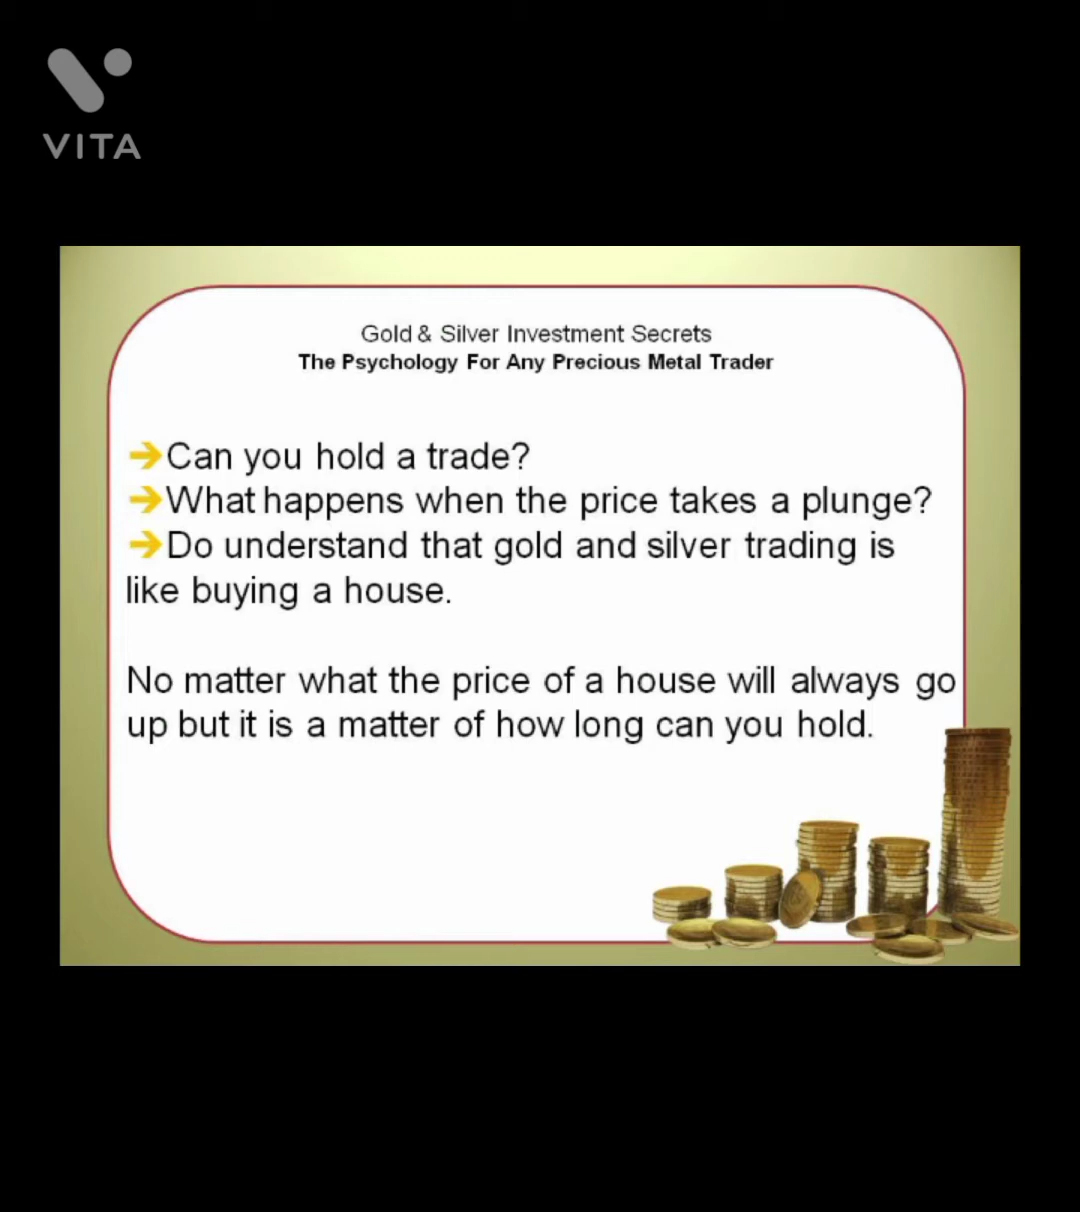 VITA
Gold & Silver Investment Secrets
The Psychology For Any Precious Metal Trader
➔Can you hold a trade?
➔What happens when the price takes a plunge?
➔Do understand that gold and silver trading is
like buying a house.
No matter what the price of a house will always go
up but it is a matter of how long can you hold.